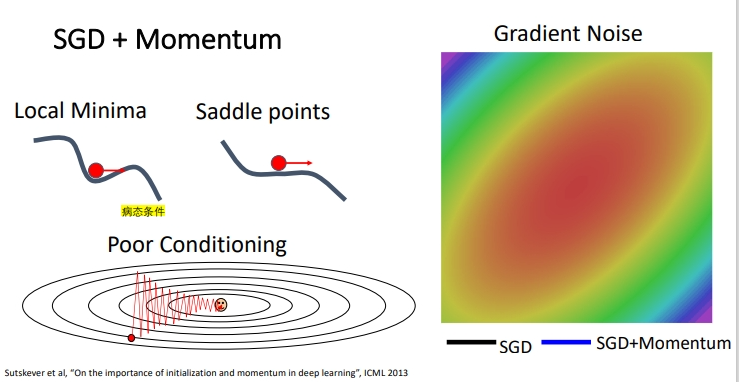 SGD + Momentum
Gradient Noise
Local Minima
Saddle points
病态条件
Poor Conditioning
SGD
SGD+Momentum
Sutskever et al, "On the importance of initialization and momentum in deep learning", ICML 2013